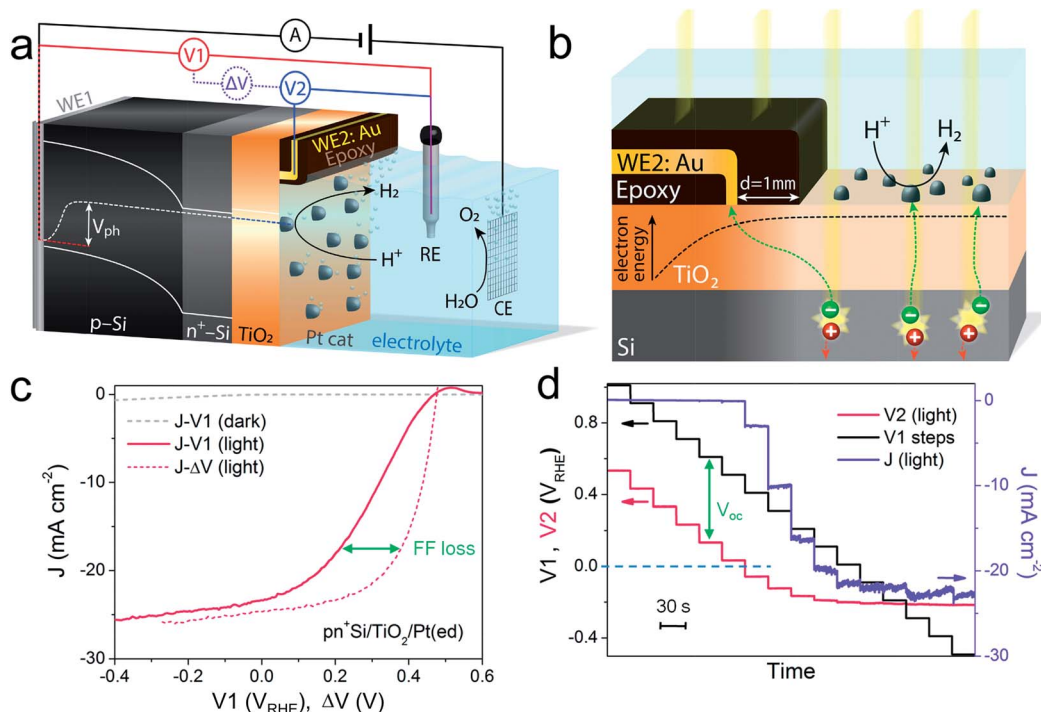 a
A
V1
ΔV
V2
WE1
WE2: Au
Epoxy
H₂
O₂
Vph
H⁺
RE
H₂O
CE
p–Si
n⁺–Si
TiO₂
Pt cat
electrolyte
b
H⁺
H₂
WE2: Au
Epoxy
d=1mm
electron
energy
TiO₂
Si
c
0
-10
-20
-30
J (mA cm⁻²)
J-V1 (dark)
J-V1 (light)
J-ΔV (light)
FF loss
pn⁺Si/TiO₂/Pt(ed)
-0.4
-0.2
0.0
0.2
0.4
0.6
V1 (VRHE), ΔV (V)
d
0.8
0.4
0.0
-0.4
V1 , V2 (VRHE)
V2 (light)
V1 steps
J (light)
Voc
30 s
0
-10
-20
-30
J (mA cm⁻²)
Time